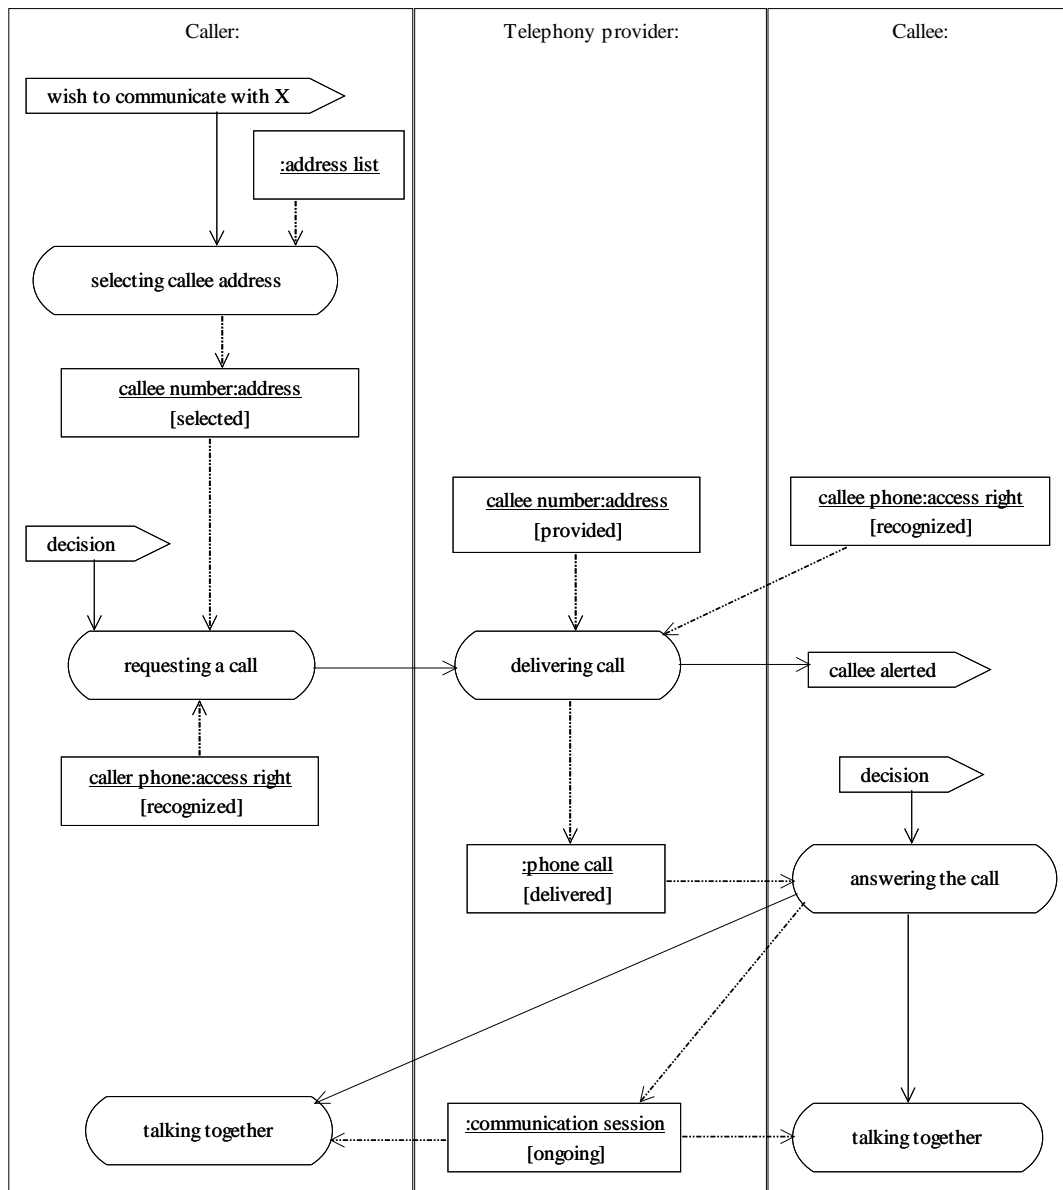 Caller:
Telephony provider:
Callee:
wish to communicate with X
:address list
selecting callee address
callee number:address
[selected]
callee number:address
[provided]
callee phone:access right
[recognized]
decision
requesting a call
delivering call
callee alerted
caller phone:access right
[recognized]
decision
:phone call
[delivered]
answering the call
talking together
:communication session
[ongoing]
talking together